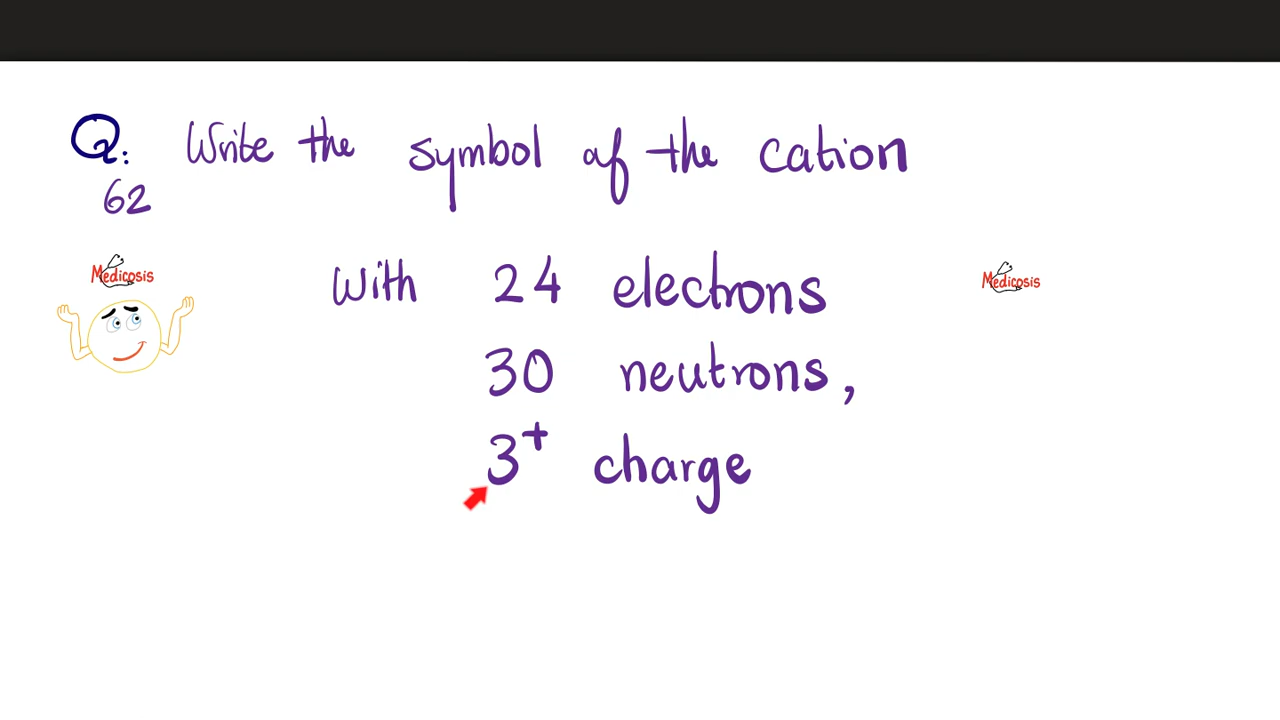 Q: Write the symbol of the cation
62
Medicosis
With 24 electrons
Medicosis
30 neutrons,
3+ charge